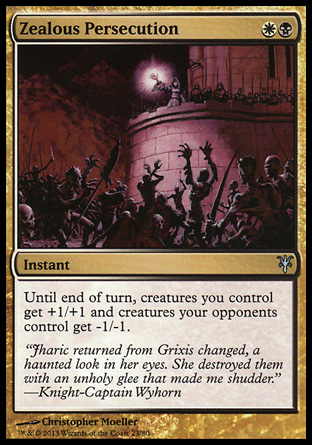 Zealous Persecution
Instant
Until end of turn, creatures you control
get +1/+1 and creatures your opponents
control get -1/-1.
“Jharic returned from Grixis changed, a
haunted look in her eyes. She destroyed them
with an unholy glee that made me shudder.”
—Knight-Captain Wyhorn
Christopher Moeller
™ & © 2013 Wizards of the Coast 23/80